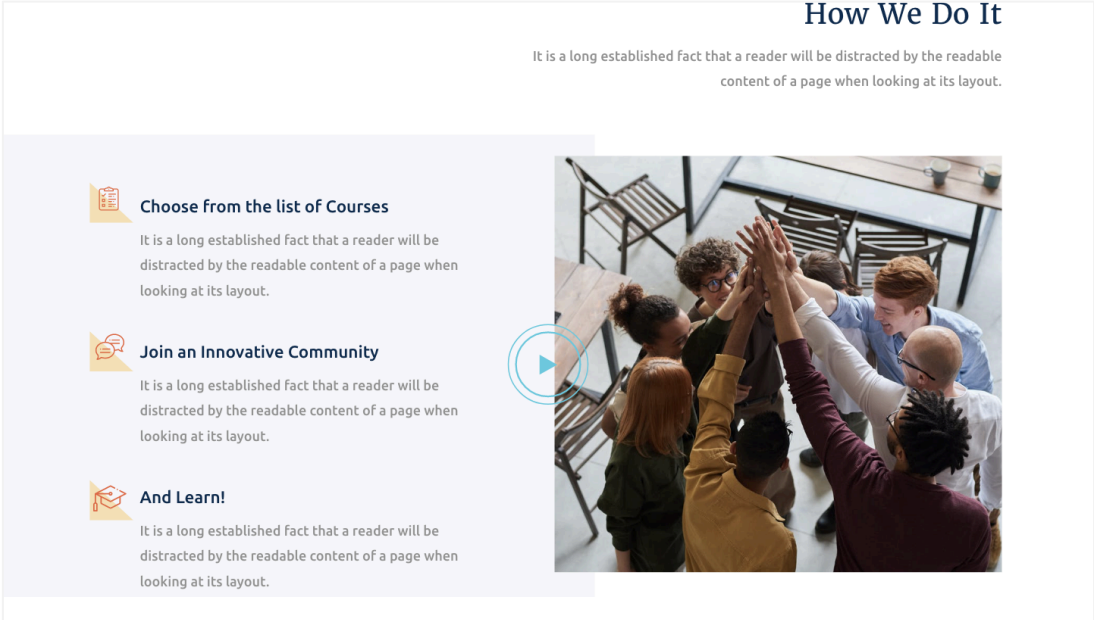 How We Do It
It is a long established fact that a reader will be distracted by the readable
content of a page when looking at its layout.
Choose from the list of Courses
It is a long established fact that a reader will be
distracted by the readable content of a page when
looking at its layout.
Join an Innovative Community
It is a long established fact that a reader will be
distracted by the readable content of a page when
looking at its layout.
And Learn!
It is a long established fact that a reader will be
distracted by the readable content of a page when
looking at its layout.